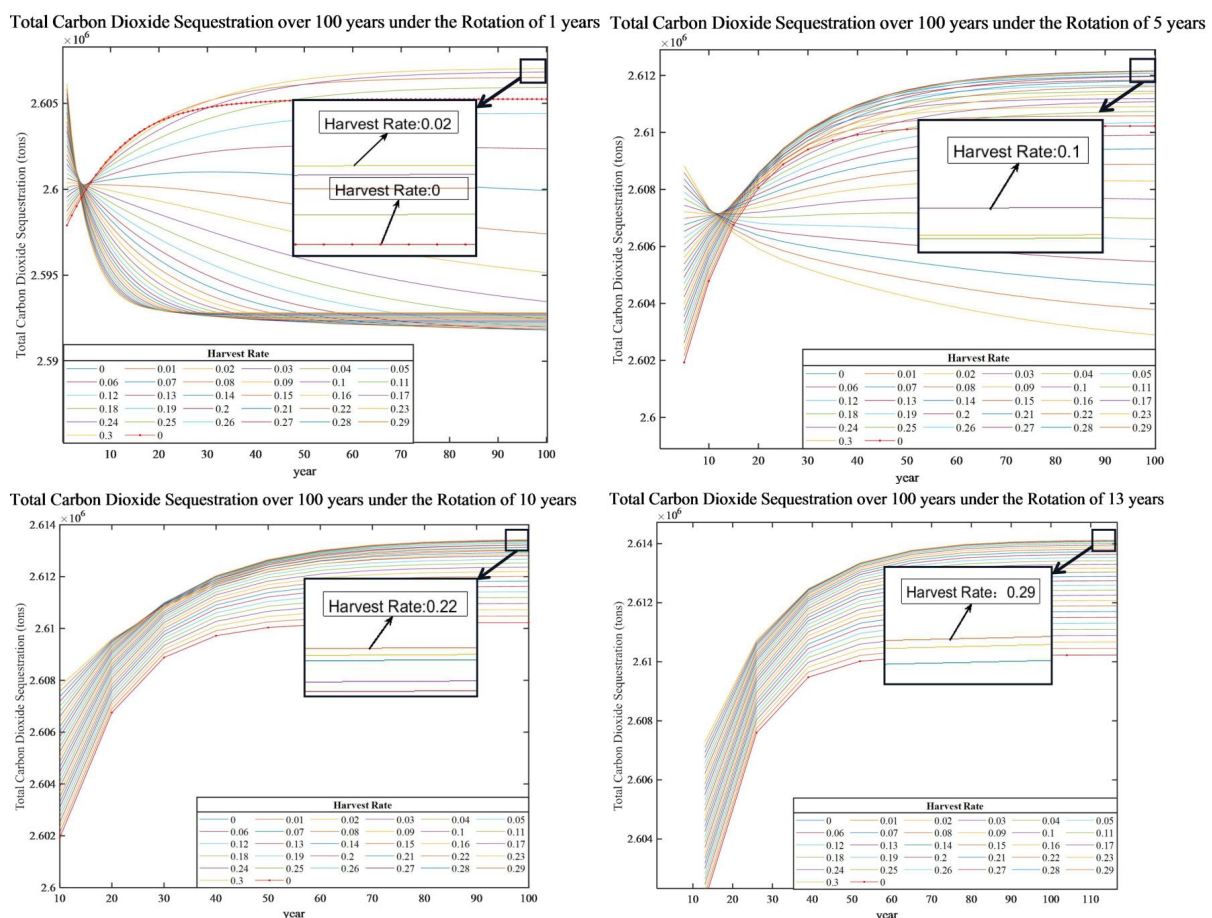 Total Carbon Dioxide Sequestration over 100 years under the Rotation of 1 years
×10⁶
2.605
2.6
2.595
2.59
Total Carbon Dioxide Sequestration (tons)
Harvest Rate:0.02
Harvest Rate:0
Harvest Rate
0 0.01 0.02 0.03 0.04 0.05
0.06 0.07 0.08 0.09 0.1 0.11
0.12 0.13 0.14 0.15 0.16 0.17
0.18 0.19 0.2 0.21 0.22 0.23
0.24 0.25 0.26 0.27 0.28 0.29
0.3 0
10 20 30 40 50 60 70 80 90 100
year
Total Carbon Dioxide Sequestration over 100 years under the Rotation of 5 years
×10⁶
2.612
2.61
2.608
2.606
2.604
2.602
2.6
Total Carbon Dioxide Sequestration (tons)
Harvest Rate:0.1
Harvest Rate
0 0.01 0.02 0.03 0.04 0.05
0.06 0.07 0.08 0.09 0.1 0.11
0.12 0.13 0.14 0.15 0.16 0.17
0.18 0.19 0.2 0.21 0.22 0.23
0.24 0.25 0.26 0.27 0.28 0.29
0.3 0
10 20 30 40 50 60 70 80 90 100
year
Total Carbon Dioxide Sequestration over 100 years under the Rotation of 10 years
×10⁶
2.614
2.612
2.61
2.608
2.606
2.604
2.602
2.6
Total Carbon Dioxide Sequestration (tons)
Harvest Rate:0.22
Harvest Rate
0 0.01 0.02 0.03 0.04 0.05
0.06 0.07 0.08 0.09 0.1 0.11
0.12 0.13 0.14 0.15 0.16 0.17
0.18 0.19 0.2 0.21 0.22 0.23
0.24 0.25 0.26 0.27 0.28 0.29
0.3 0
10 20 30 40 50 60 70 80 90 100
year
Total Carbon Dioxide Sequestration over 100 years under the Rotation of 13 years
×10⁶
2.614
2.612
2.61
2.608
2.606
2.604
Total Carbon Dioxide Sequestration (tons)
Harvest Rate：0.29
Harvest Rate
0 0.01 0.02 0.03 0.04 0.05
0.06 0.07 0.08 0.09 0.1 0.11
0.12 0.13 0.14 0.15 0.16 0.17
0.18 0.19 0.2 0.21 0.22 0.23
0.24 0.25 0.26 0.27 0.28 0.29
0.3 0
10 20 30 40 50 60 70 80 90 100 110
year